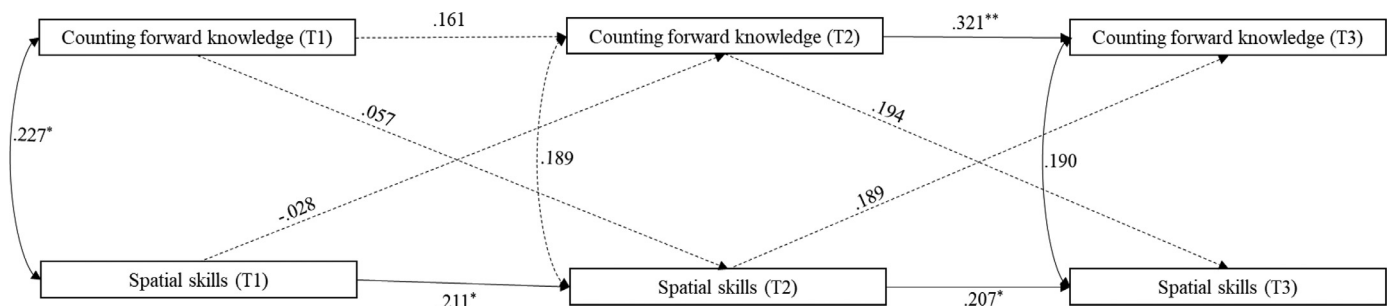 Counting forward knowledge (T1)
.161
Counting forward knowledge (T2)
.321**
Counting forward knowledge (T3)
.227*
.057
-.028
.189
.194
.189
.190
Spatial skills (T1)
.211*
Spatial skills (T2)
.207*
Spatial skills (T3)